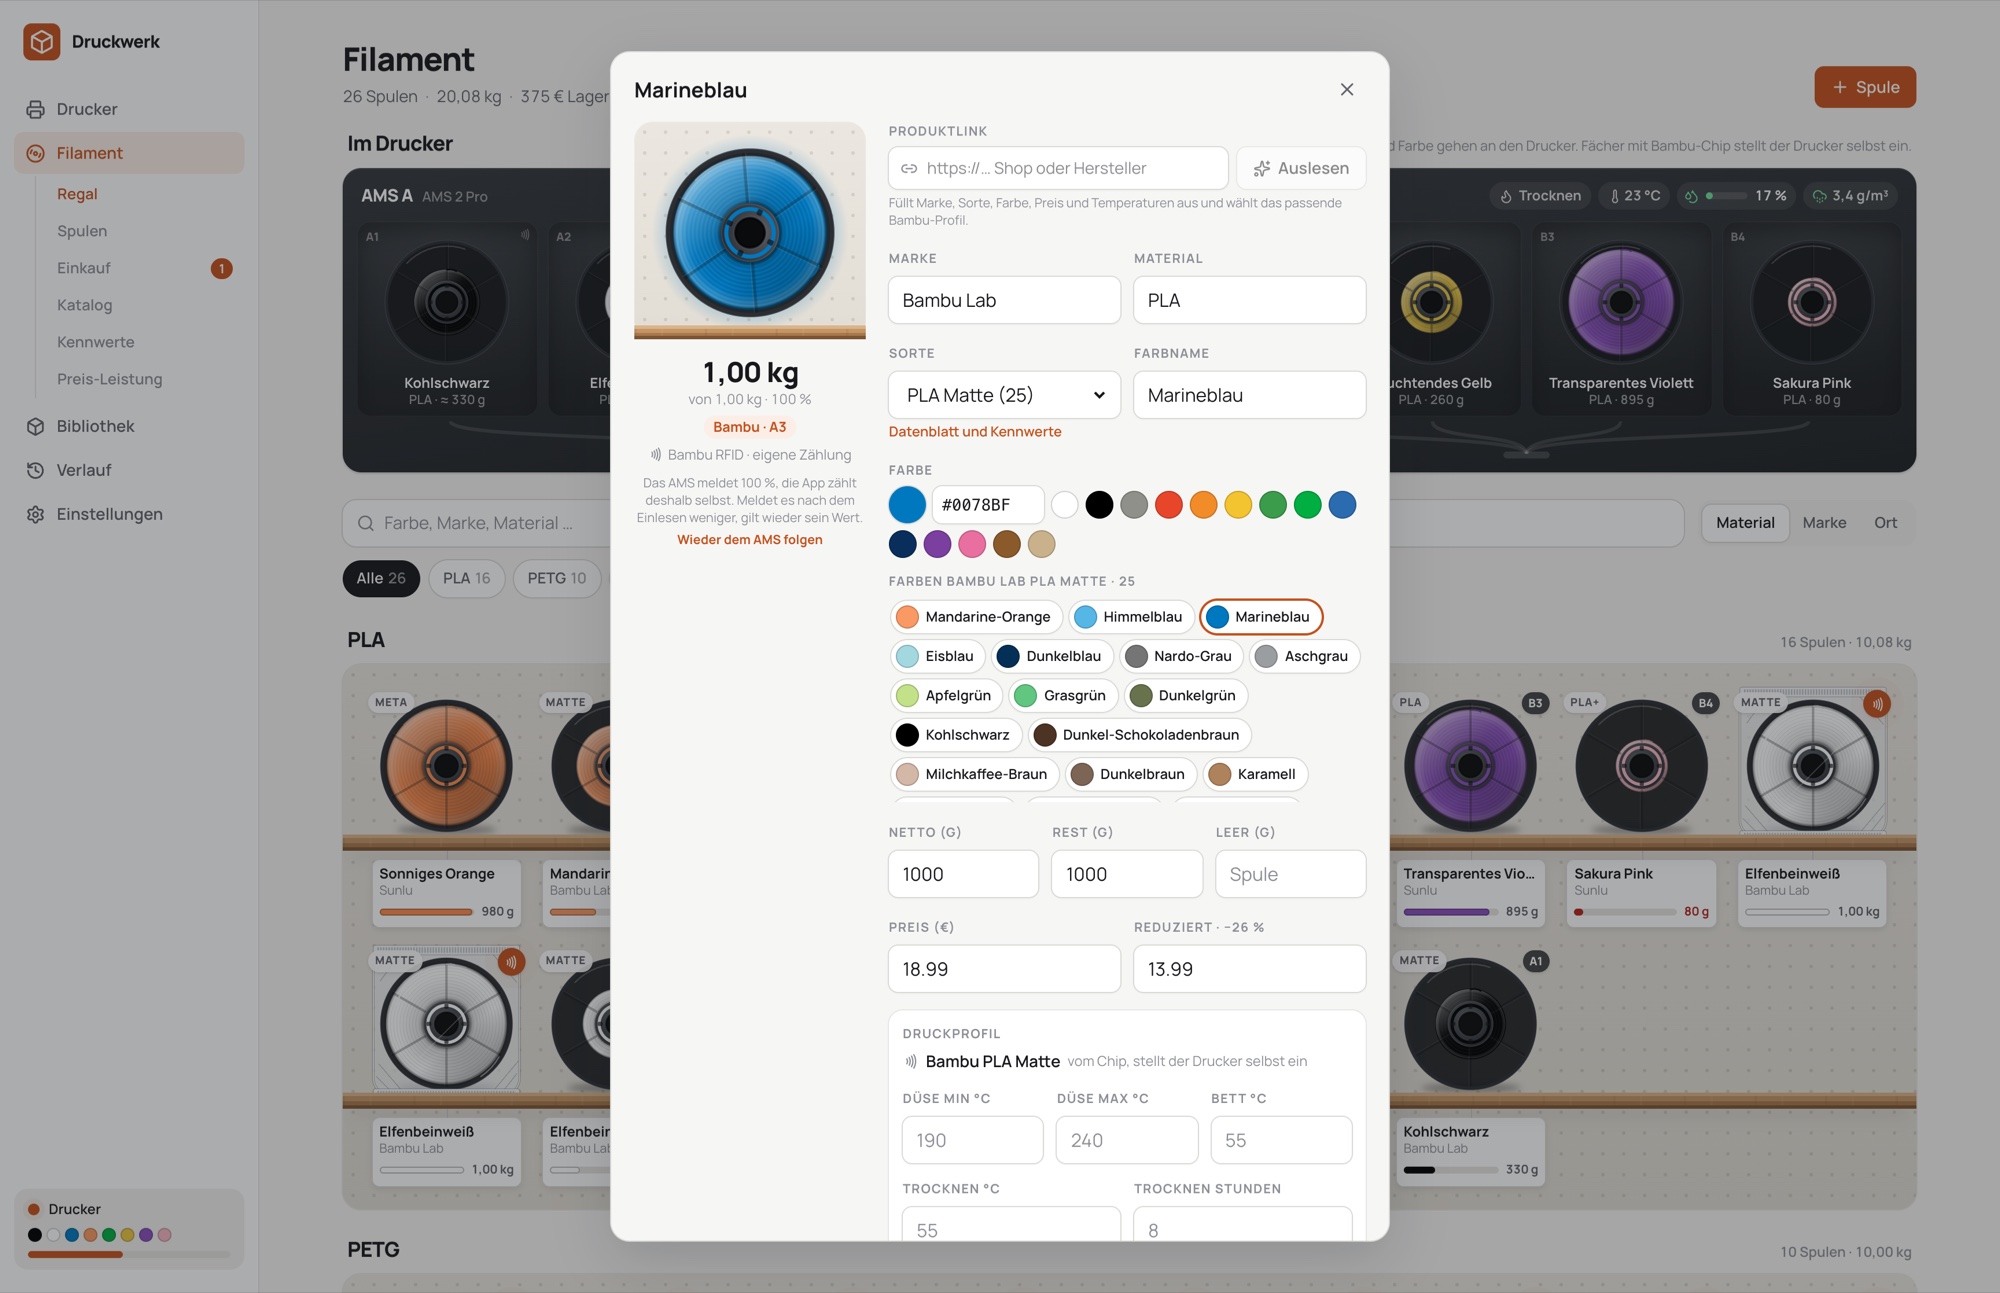 Druckwerk
Drucker
Filament
Regal
Spulen
Einkauf 1
Katalog
Kennwerte
Preis-Leistung
Bibliothek
Verlauf
Einstellungen
Drucker
Filament
26 Spulen · 20,08 kg · 375 € Lager
+ Spule
Im Drucker
Farbe gehen an den Drucker. Fächer mit Bambu-Chip stellt der Drucker selbst ein.
AMS A AMS 2 Pro
Trocknen 23 °C 17 % 3,4 g/m³
A1
Kohlschwarz
PLA · ≈ 330 g
A2
uchtendes Gelb
PLA · 260 g
B3
Transparentes Violett
PLA · 895 g
B4
Sakura Pink
PLA · 80 g
Farbe, Marke, Material ...
Material Marke Ort
Alle 26 PLA 16 PETG 10
PLA
16 Spulen · 10,08 kg
META
Sonniges Orange
Sunlu
980 g
MATTE
Mandarin
Bambu Lab
PLA B3
Transparentes Vio...
Sunlu
895 g
PLA+ B4
Sakura Pink
Sunlu
80 g
MATTE
Elfenbeinweiß
Bambu Lab
1,00 kg
MATTE
Elfenbeinweiß
Bambu Lab
1,00 kg
MATTE
Elfenbein
Bambu Lab
MATTE A1
Kohlschwarz
Bambu Lab
330 g
PETG
10 Spulen · 10,00 kg
Marineblau
1,00 kg
von 1,00 kg · 100 %
Bambu · A3
Bambu RFID · eigene Zählung
Das AMS meldet 100 %, die App zählt
deshalb selbst. Meldet es nach dem
Einlesen weniger, gilt wieder sein Wert.
Wieder dem AMS folgen
PRODUKTLINK
https://... Shop oder Hersteller
Auslesen
Füllt Marke, Sorte, Farbe, Preis und Temperaturen aus und wählt das passende
Bambu-Profil.
MARKE MATERIAL
Bambu Lab PLA
SORTE FARBNAME
PLA Matte (25) Marineblau
Datenblatt und Kennwerte
FARBE
#0078BF
FARBEN BAMBU LAB PLA MATTE · 25
Mandarine-Orange Himmelblau Marineblau
Eisblau Dunkelblau Nardo-Grau Aschgrau
Apfelgrün Grasgrün Dunkelgrün
Kohlschwarz Dunkel-Schokoladenbraun
Milchkaffee-Braun Dunkelbraun Karamell
NETTO (G) REST (G) LEER (G)
1000 1000 Spule
PREIS (€) REDUZIERT · −26 %
18.99 13.99
DRUCKPROFIL
Bambu PLA Matte vom Chip, stellt der Drucker selbst ein
DÜSE MIN °C DÜSE MAX °C BETT °C
190 240 55
TROCKNEN °C TROCKNEN STUNDEN
55 8